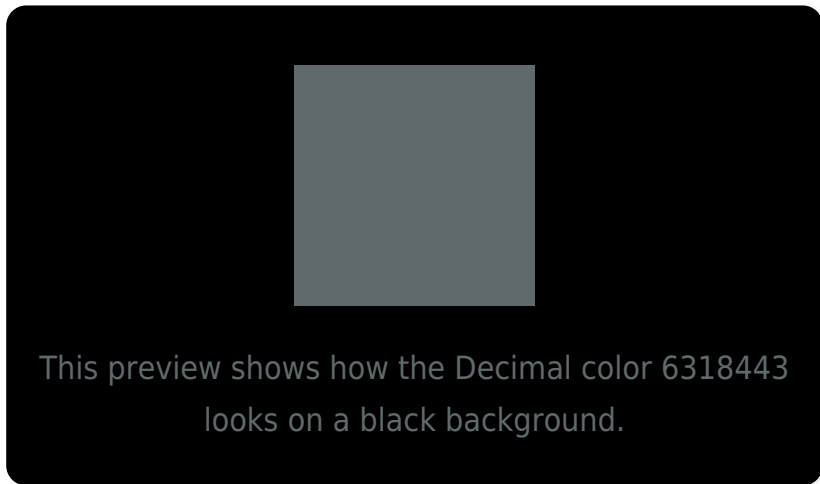 This preview shows how the Decimal color 6318443
looks on a black background.